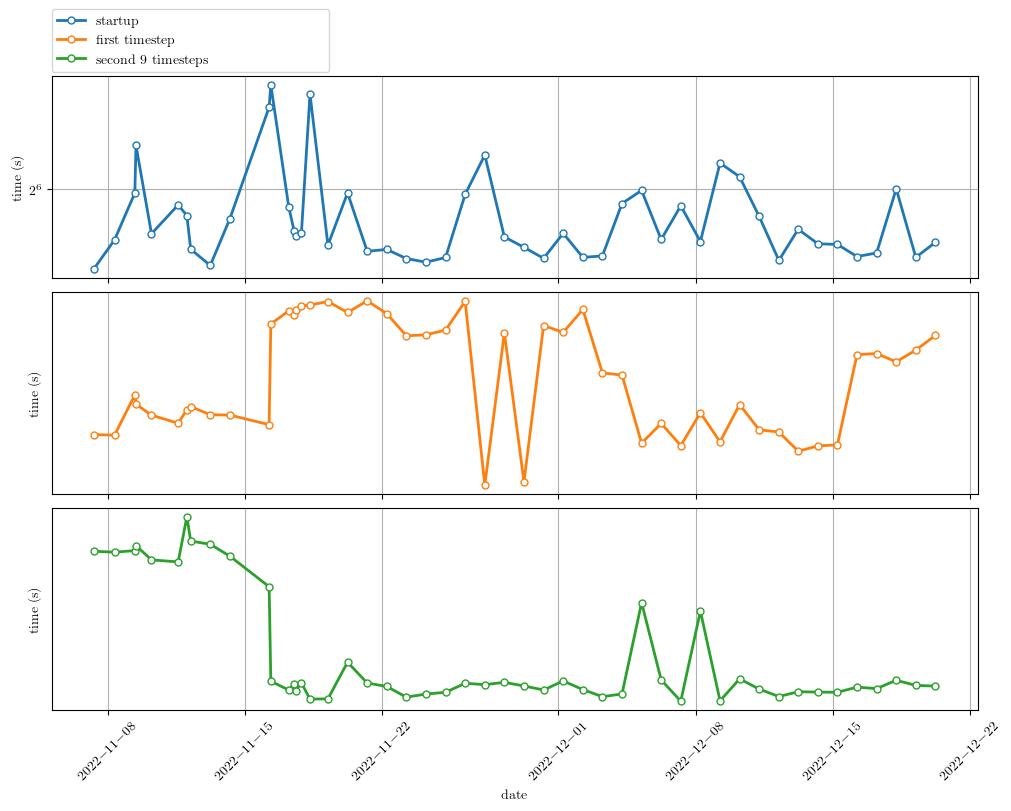 startup
first timestep
second 9 timesteps
time (s)
2⁶
time (s)
time (s)
2022−11−08
2022−11−15
2022−11−22
2022−12−01
2022−12−08
2022−12−15
2022−12−22
date